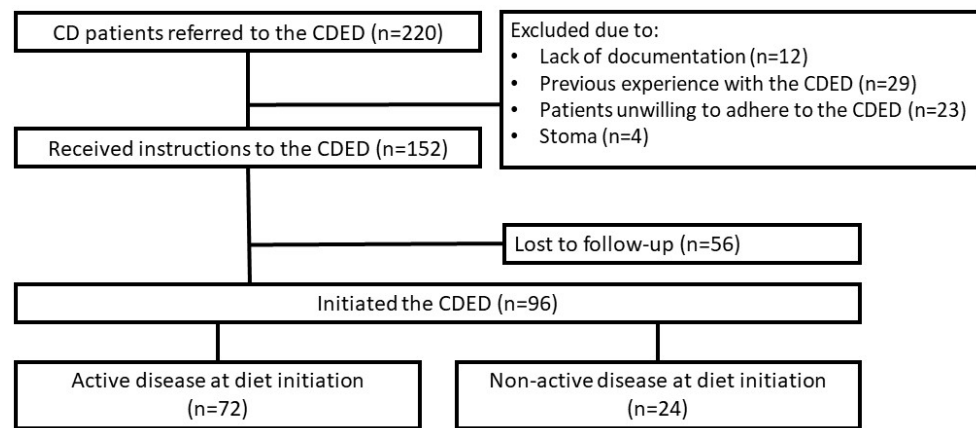 CD patients referred to the CDED (n=220)
Excluded due to:
• Lack of documentation (n=12)
• Previous experience with the CDED (n=29)
• Patients unwilling to adhere to the CDED (n=23)
• Stoma (n=4)
Received instructions to the CDED (n=152)
Lost to follow-up (n=56)
Initiated the CDED (n=96)
Active disease at diet initiation
(n=72)
Non-active disease at diet initiation
(n=24)